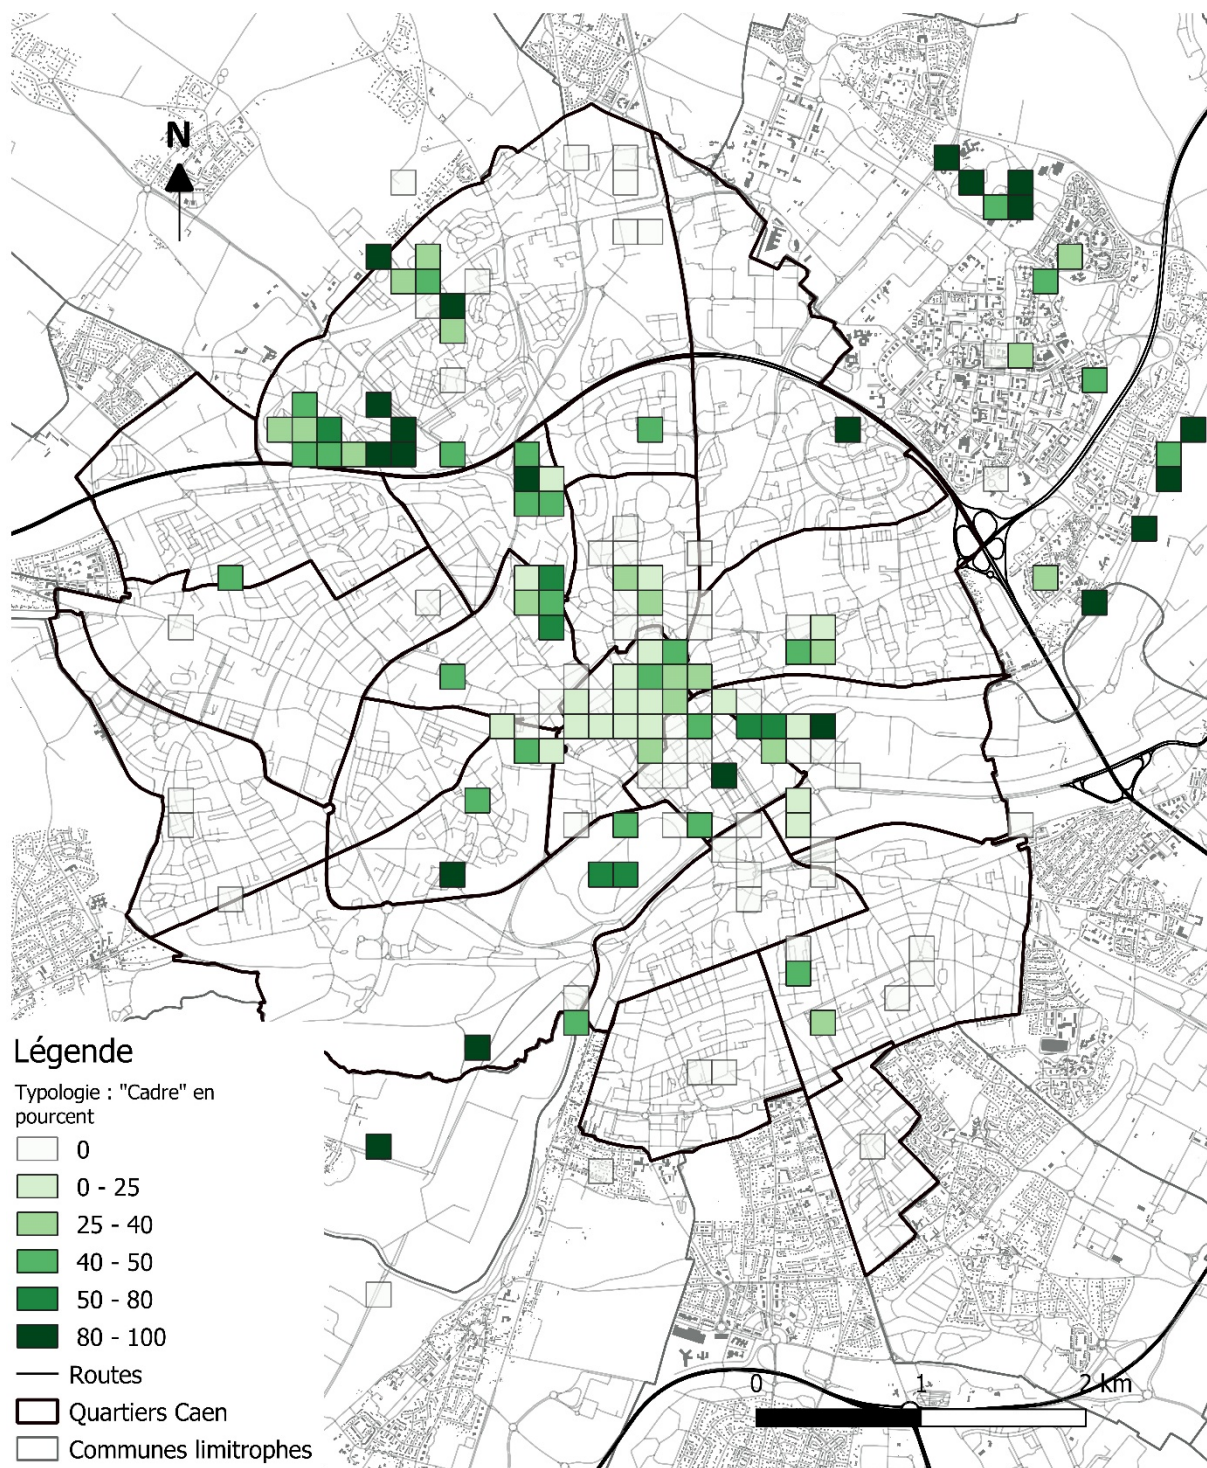 N
Légende
Typologie : "Cadre" en
pourcent
0
0 - 25
25 - 40
40 - 50
50 - 80
80 - 100
Routes
Quartiers Caen
Communes limitrophes
0 1 2 km